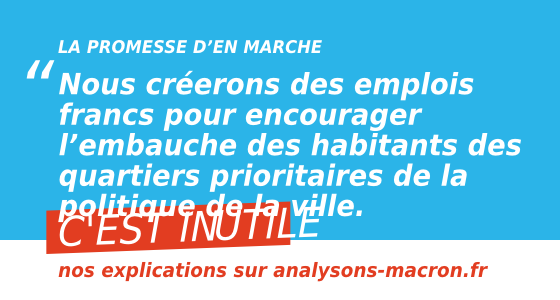 LA PROMESSE D’EN MARCHE
“ Nous créerons des emplois
francs pour encourager
l’embauche des habitants des
quartiers prioritaires de la
politique de la ville.
C'EST INUTILE
nos explications sur analysons-macron.fr